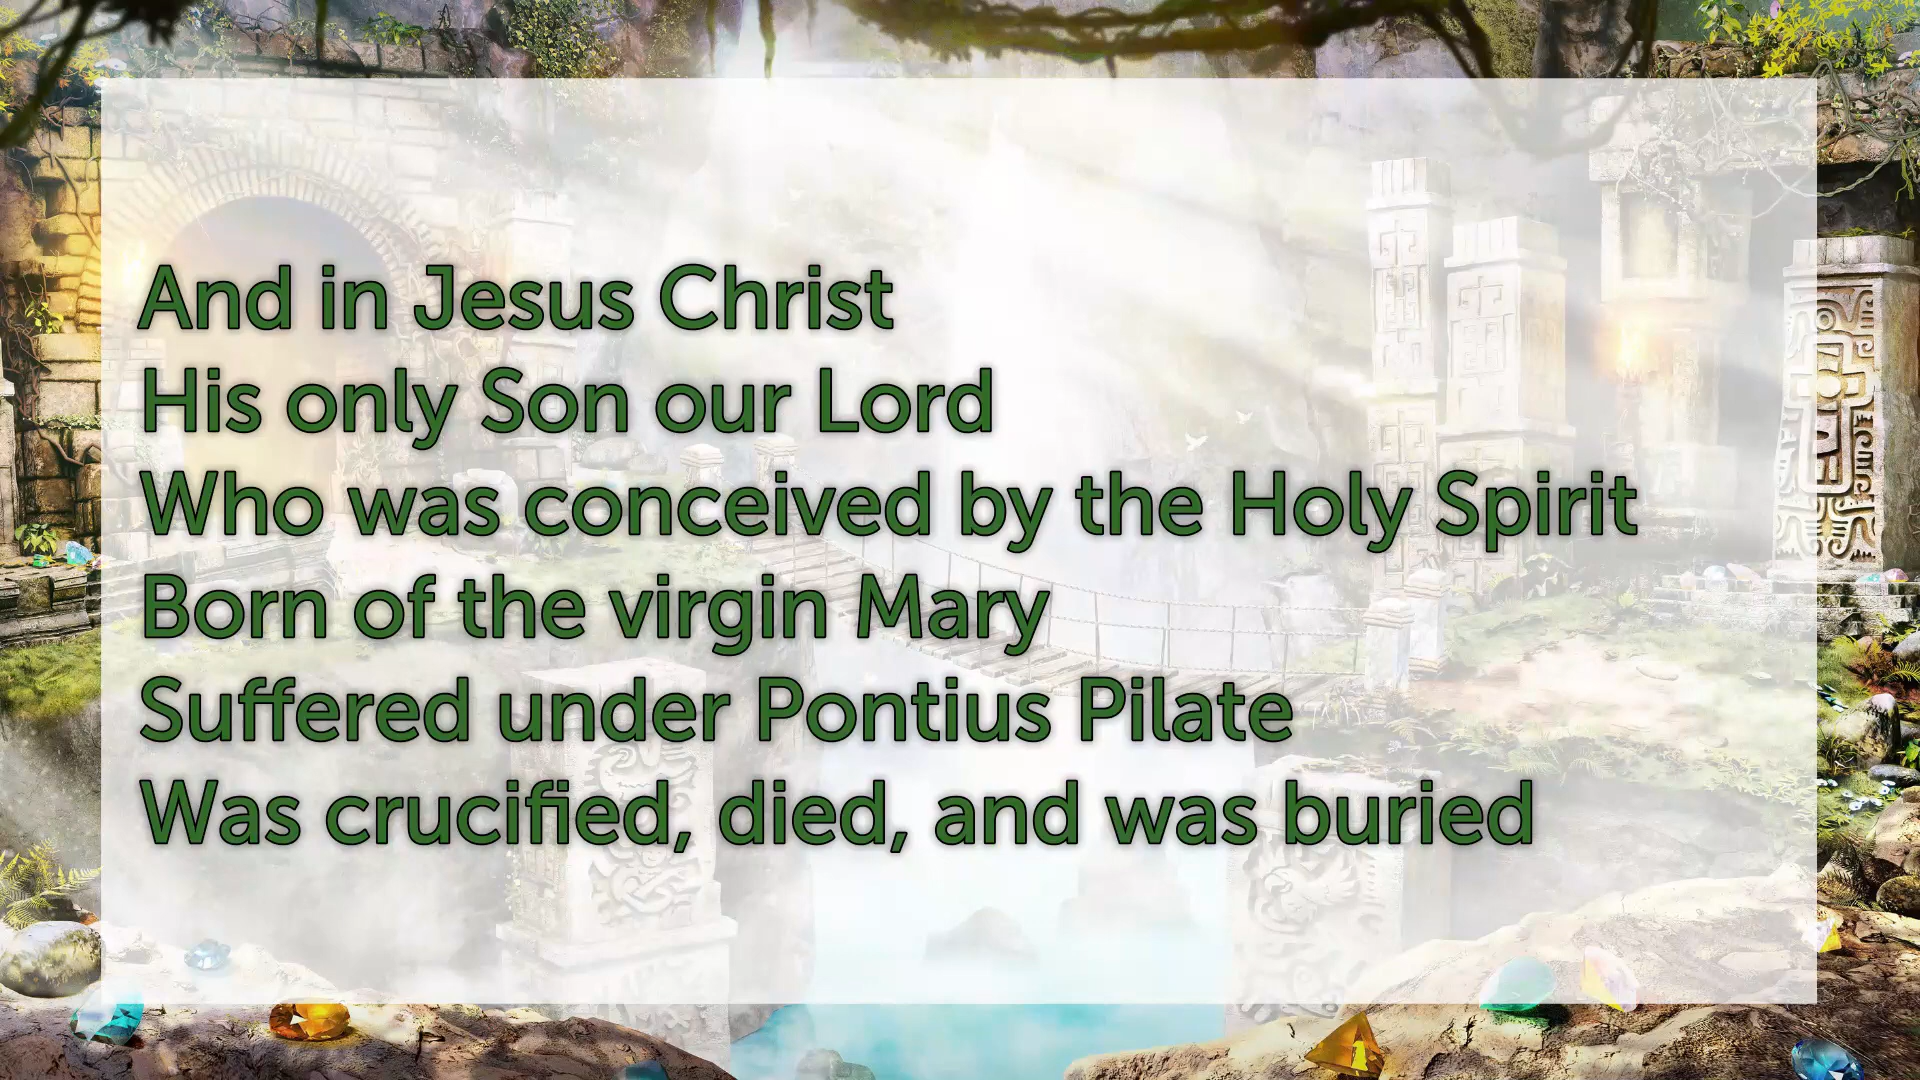 And in Jesus Christ
His only Son our Lord
Who was conceived by the Holy Spirit
Born of the virgin Mary
Suffered under Pontius Pilate
Was crucified, died, and was buried